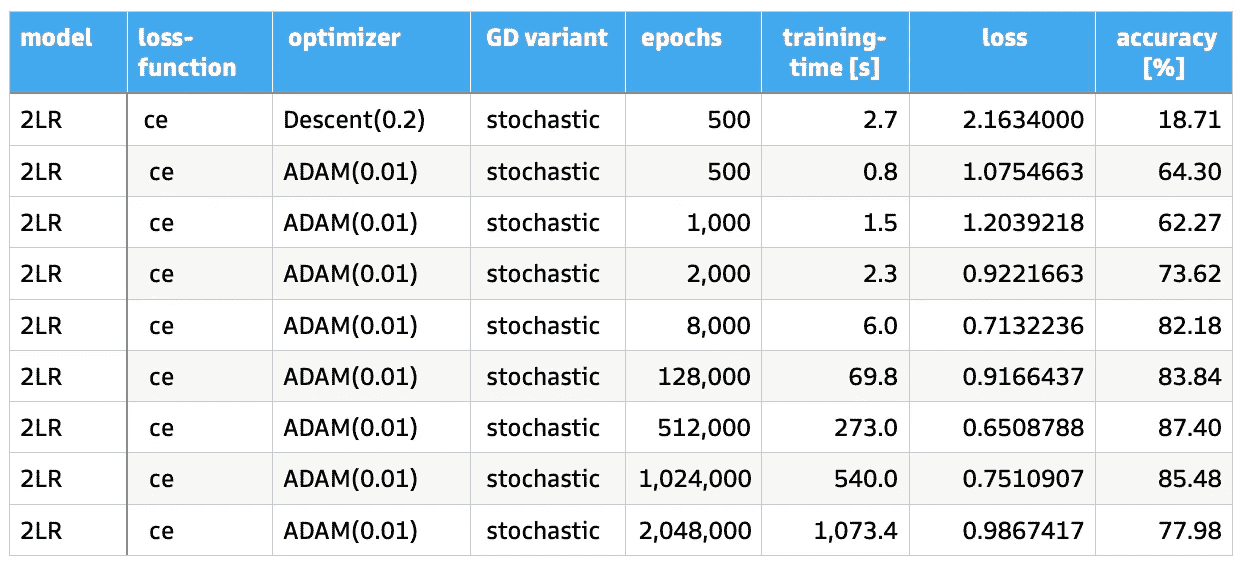 model loss-function optimizer GD variant epochs training-time [s] loss accuracy [%]
2LR ce Descent(0.2) stochastic 500 2.7 2.1634000 18.71
2LR ce ADAM(0.01) stochastic 500 0.8 1.0754663 64.30
2LR ce ADAM(0.01) stochastic 1,000 1.5 1.2039218 62.27
2LR ce ADAM(0.01) stochastic 2,000 2.3 0.9221663 73.62
2LR ce ADAM(0.01) stochastic 8,000 6.0 0.7132236 82.18
2LR ce ADAM(0.01) stochastic 128,000 69.8 0.9166437 83.84
2LR ce ADAM(0.01) stochastic 512,000 273.0 0.6508788 87.40
2LR ce ADAM(0.01) stochastic 1,024,000 540.0 0.7510907 85.48
2LR ce ADAM(0.01) stochastic 2,048,000 1,073.4 0.9867417 77.98